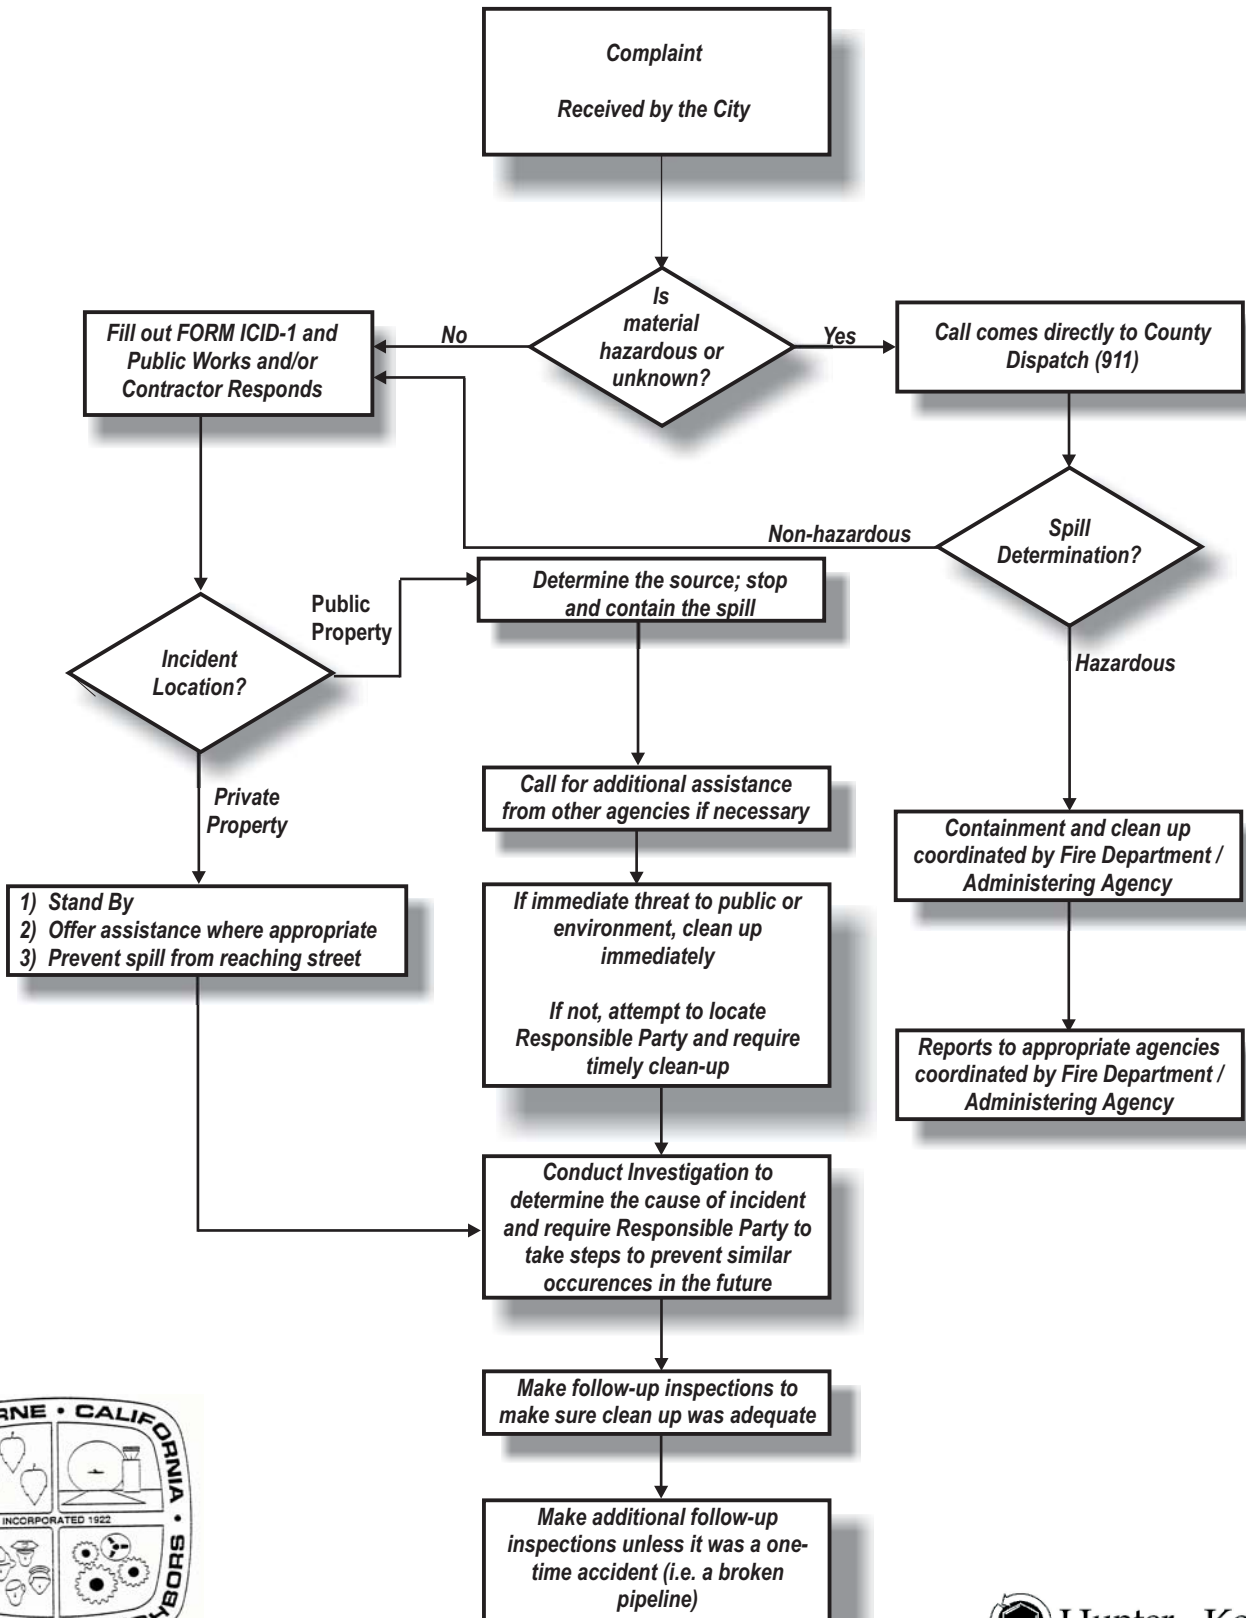 Complaint
Received by the City
Is
material
hazardous or
unknown?
No
Yes
Fill out FORM ICID-1 and
Public Works and/or
Contractor Responds
Call comes directly to County
Dispatch (911)
Spill
Determination?
Non-hazardous
Hazardous
Incident
Location?
Public
Property
Private
Property
Determine the source; stop
and contain the spill
Call for additional assistance
from other agencies if necessary
Containment and clean up
coordinated by Fire Department /
Administering Agency
1) Stand By
2) Offer assistance where appropriate
3) Prevent spill from reaching street
If immediate threat to public or
environment, clean up
immediately
If not, attempt to locate
Responsible Party and require
timely clean-up
Reports to appropriate agencies
coordinated by Fire Department /
Administering Agency
Conduct Investigation to
determine the cause of incident
and require Responsible Party to
take steps to prevent similar
occurences in the future
Make follow-up inspections to
make sure clean up was adequate
Make additional follow-up
inspections unless it was a one-
time accident (i.e. a broken
pipeline)
• CALIFORNIA •
INCORPORATED 1922
Hunter